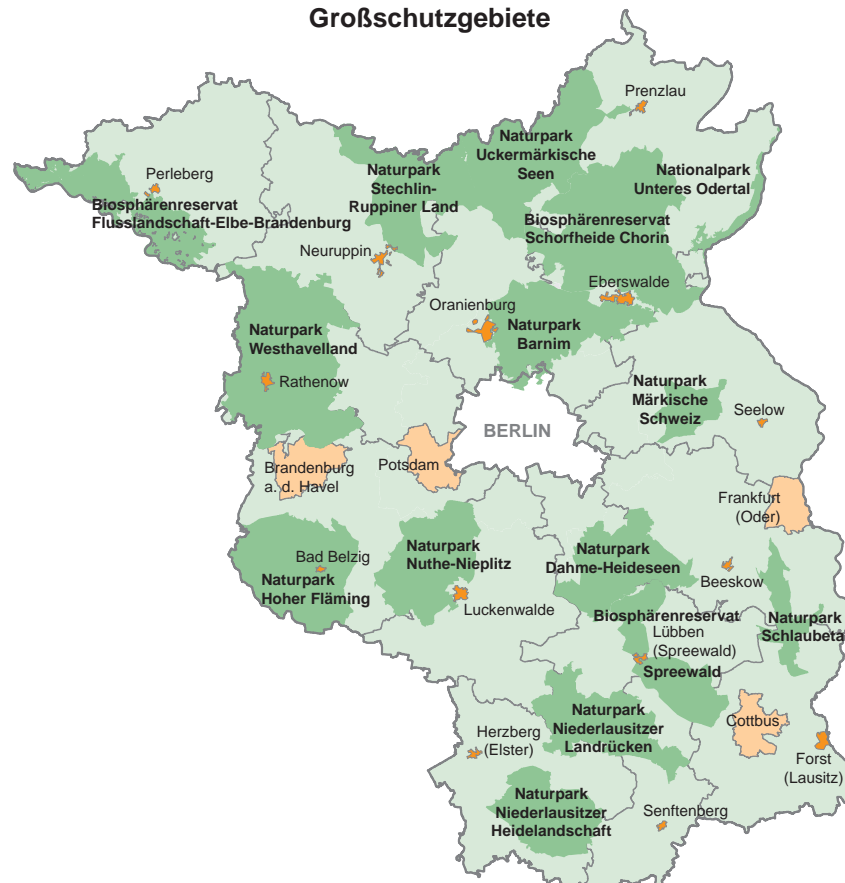 Großschutzgebiete
Prenzlau
Naturpark
Uckermärkische
Seen
Naturpark
Stechlin-
Ruppiner Land
Nationalpark
Unteres Odertal
Perleberg
Biosphärenreservat
Flusslandschaft-Elbe-Brandenburg
Biosphärenreservat
Schorfheide Chorin
Neuruppin
Eberswalde
Oranienburg
Naturpark
Barnim
Naturpark
Westhavelland
Rathenow
Naturpark
Märkische
Schweiz
Seelow
BERLIN
Brandenburg
a. d. Havel
Potsdam
Frankfurt
(Oder)
Bad Belzig
Naturpark
Hoher Fläming
Naturpark
Nuthe-Nieplitz
Luckenwalde
Naturpark
Dahme-Heideseen
Beeskow
Biosphärenreservat
Lübben
(Spreewald)
Spreewald
Naturpark
Schlaubeta
Naturpark
Niederlausitzer
Landrücken
Cottbus
Herzberg
(Elster)
Forst
(Lausitz)
Naturpark
Niederlausitzer
Heidelandschaft
Senftenberg